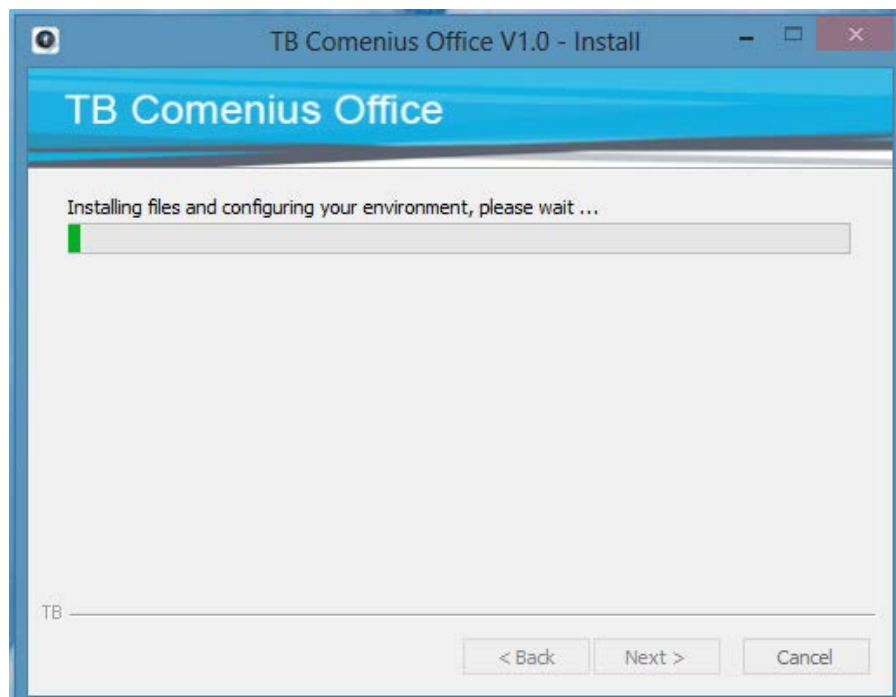 TB Comenius Office V1.0 - Install
TB Comenius Office
Installing files and configuring your environment, please wait ...
TB
< Back Next > Cancel